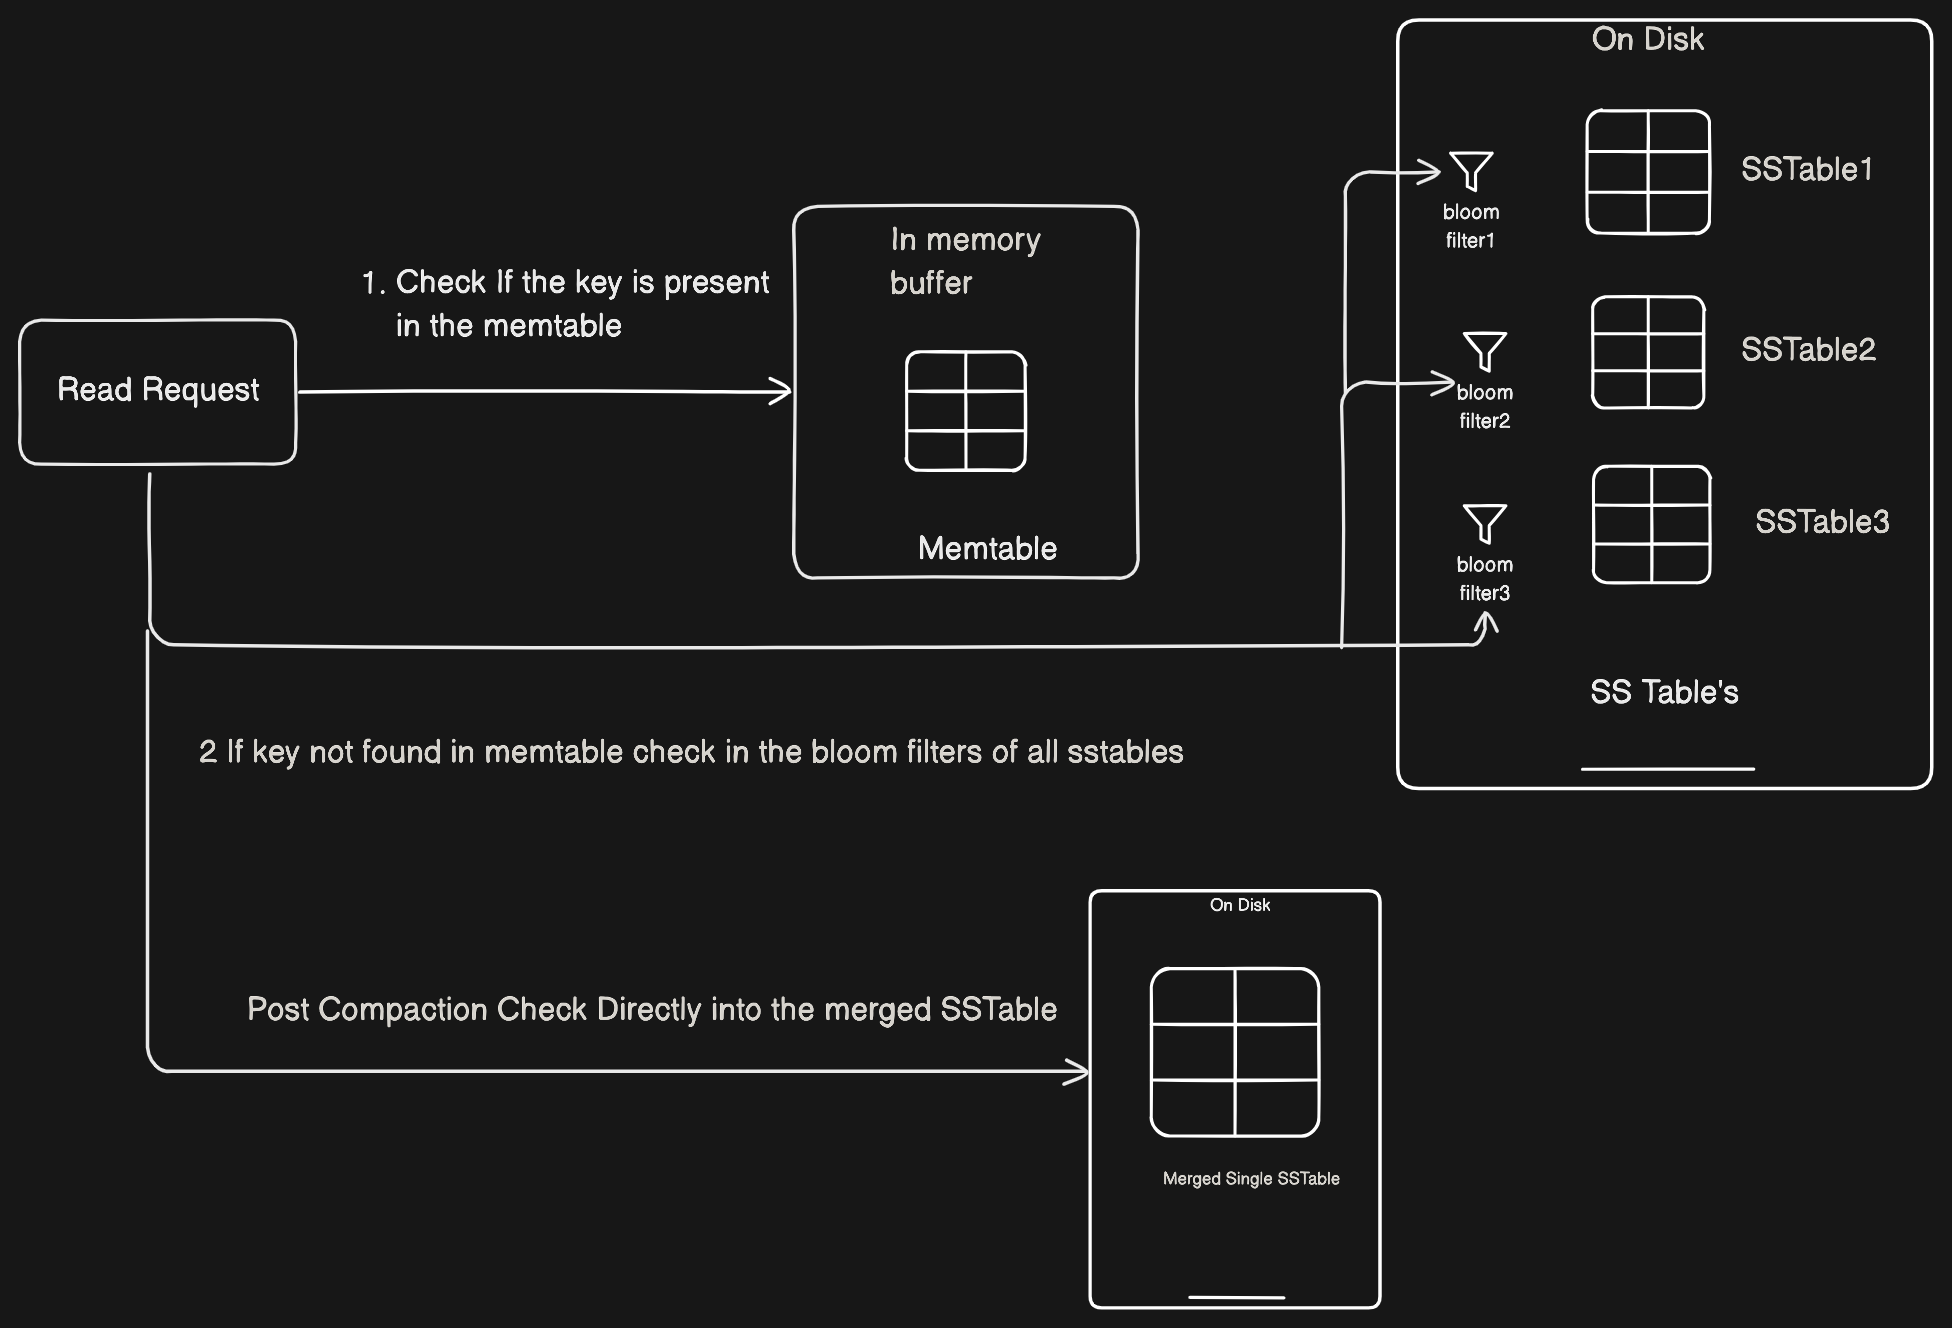 Read Request
1. Check If the key is present
in the memtable
In memory
buffer
Memtable
On Disk
bloom
filter1
SSTable1
bloom
filter2
SSTable2
bloom
filter3
SSTable3
SS Table's
2 If key not found in memtable check in the bloom filters of all sstables
Post Compaction Check Directly into the merged SSTable
On Disk
Merged Single SSTable